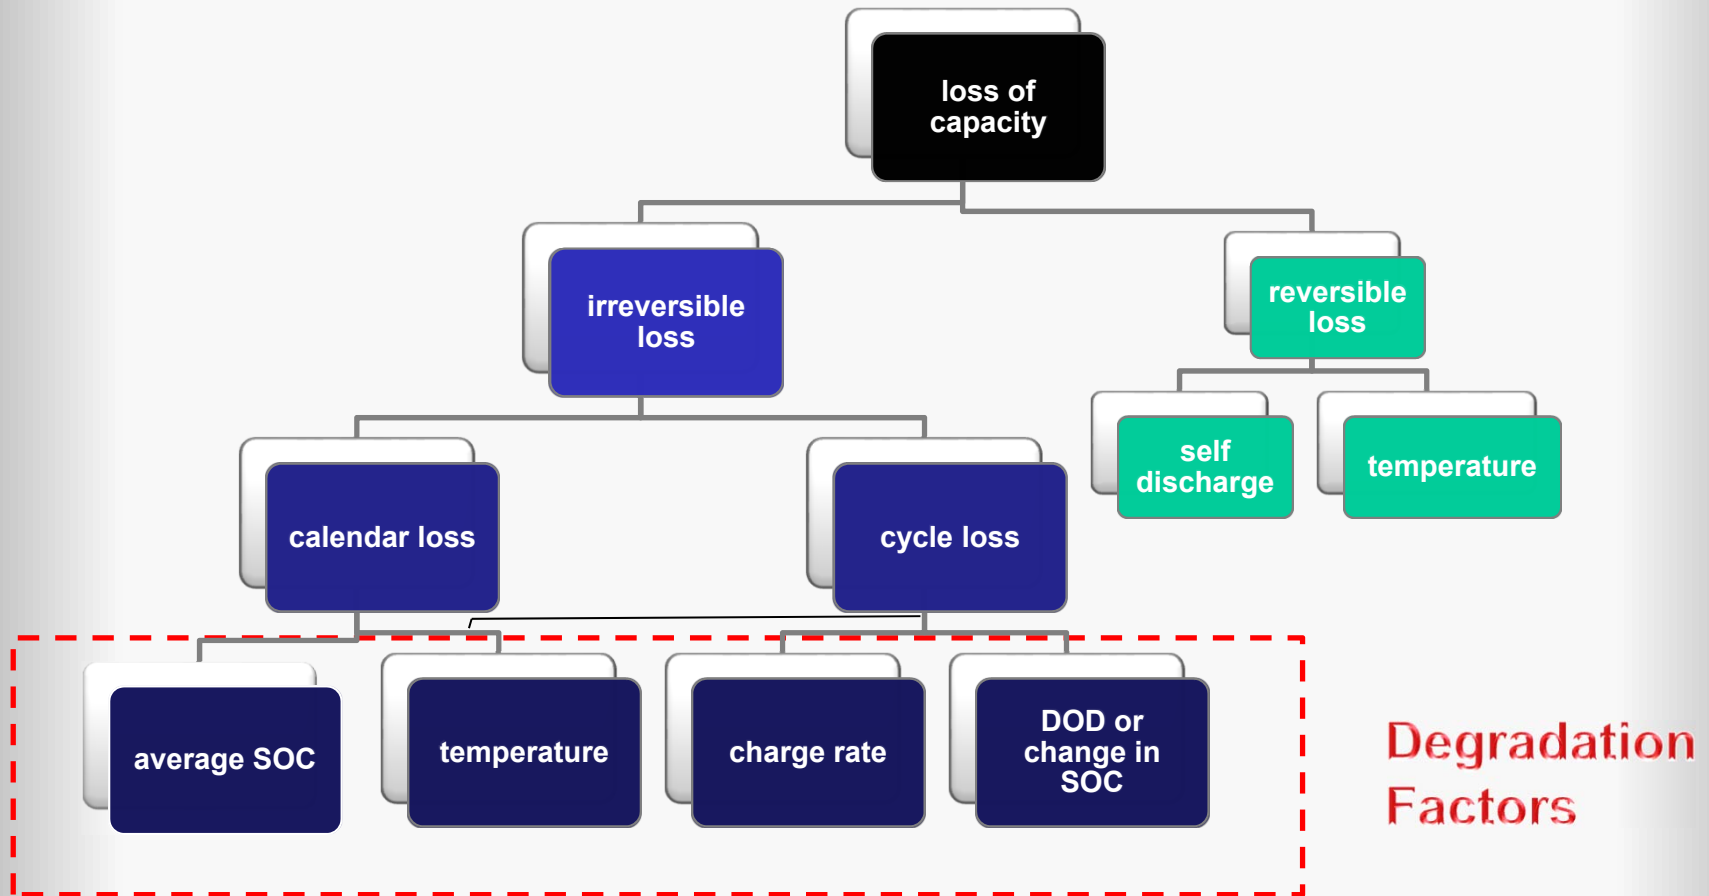 loss of
capacity
irreversible
loss
reversible
loss
self
discharge
temperature
calendar loss
cycle loss
average SOC
temperature
charge rate
DOD or
change in
SOC
Degradation
Factors